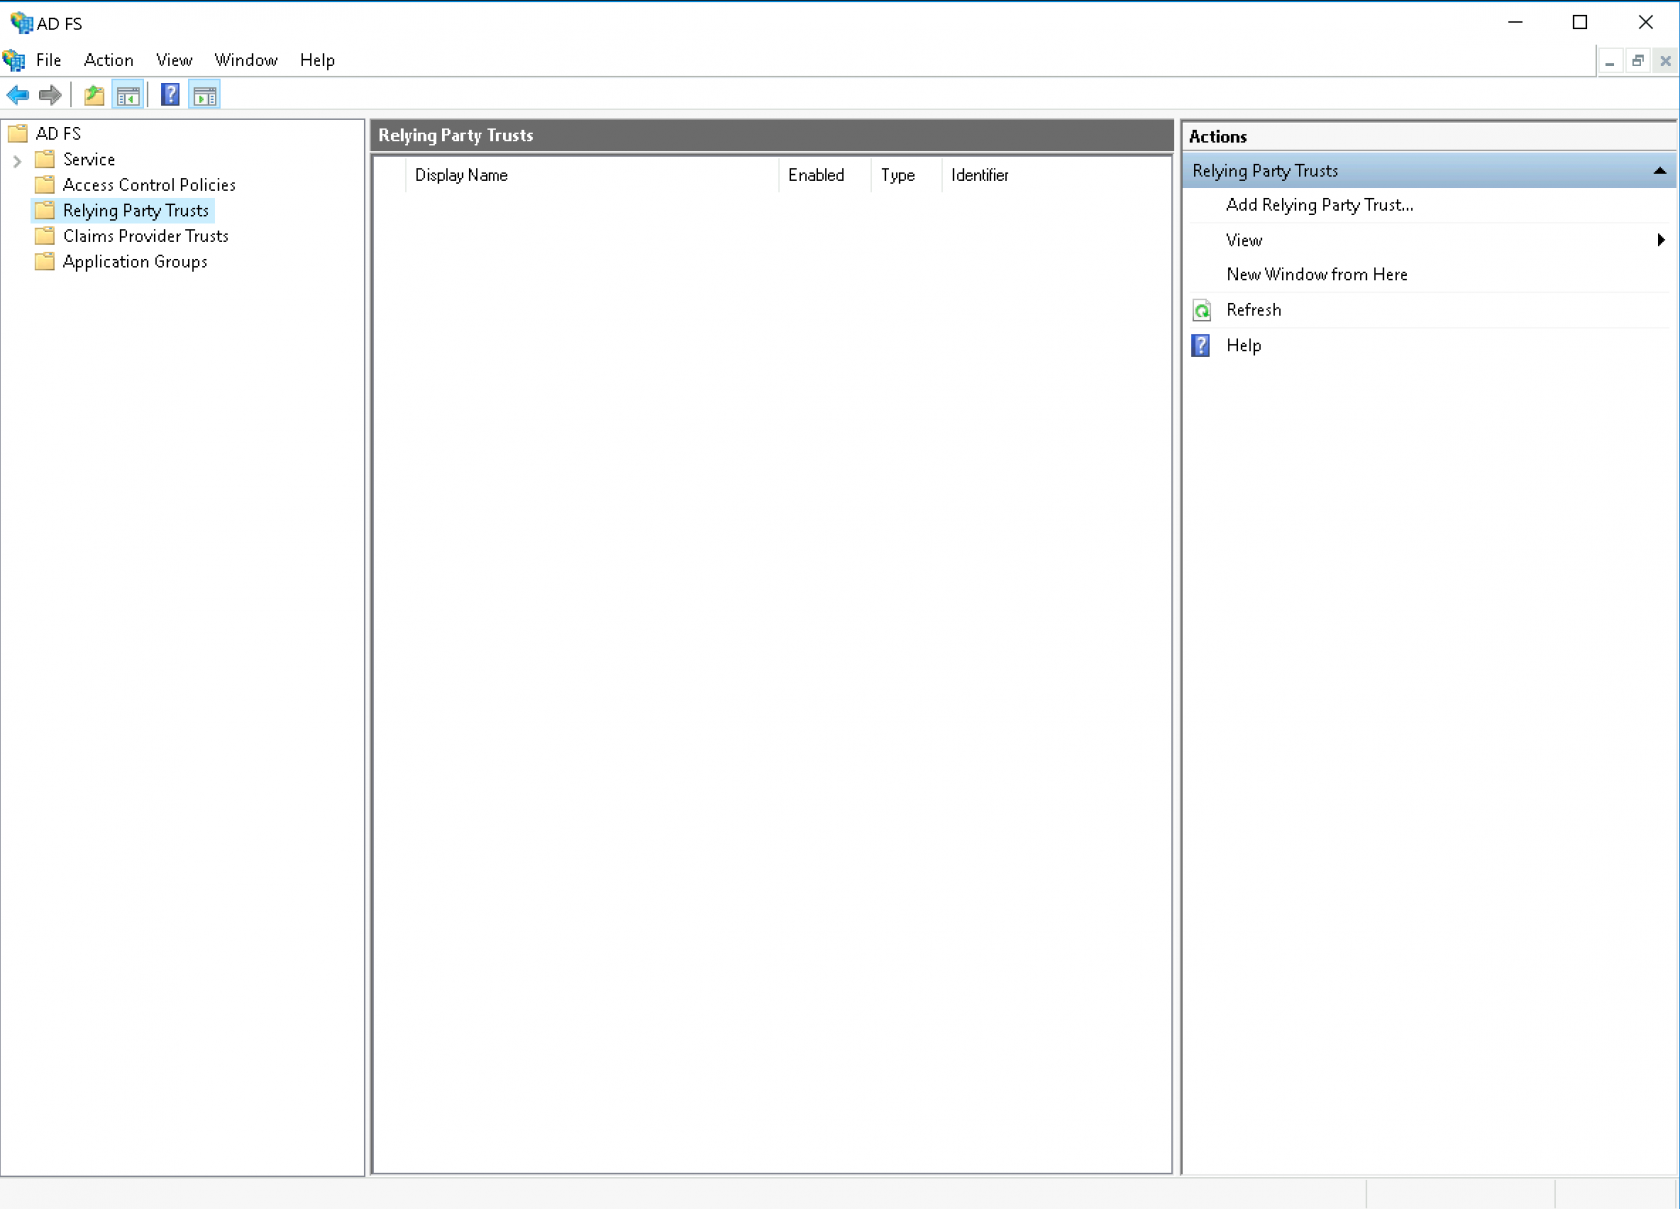 AD FS
File Action View Window Help
AD FS
Service
Access Control Policies
Relying Party Trusts
Claims Provider Trusts
Application Groups
Relying Party Trusts
Display Name Enabled Type Identifier
Actions
Relying Party Trusts
Add Relying Party Trust...
View
New Window from Here
Refresh
Help